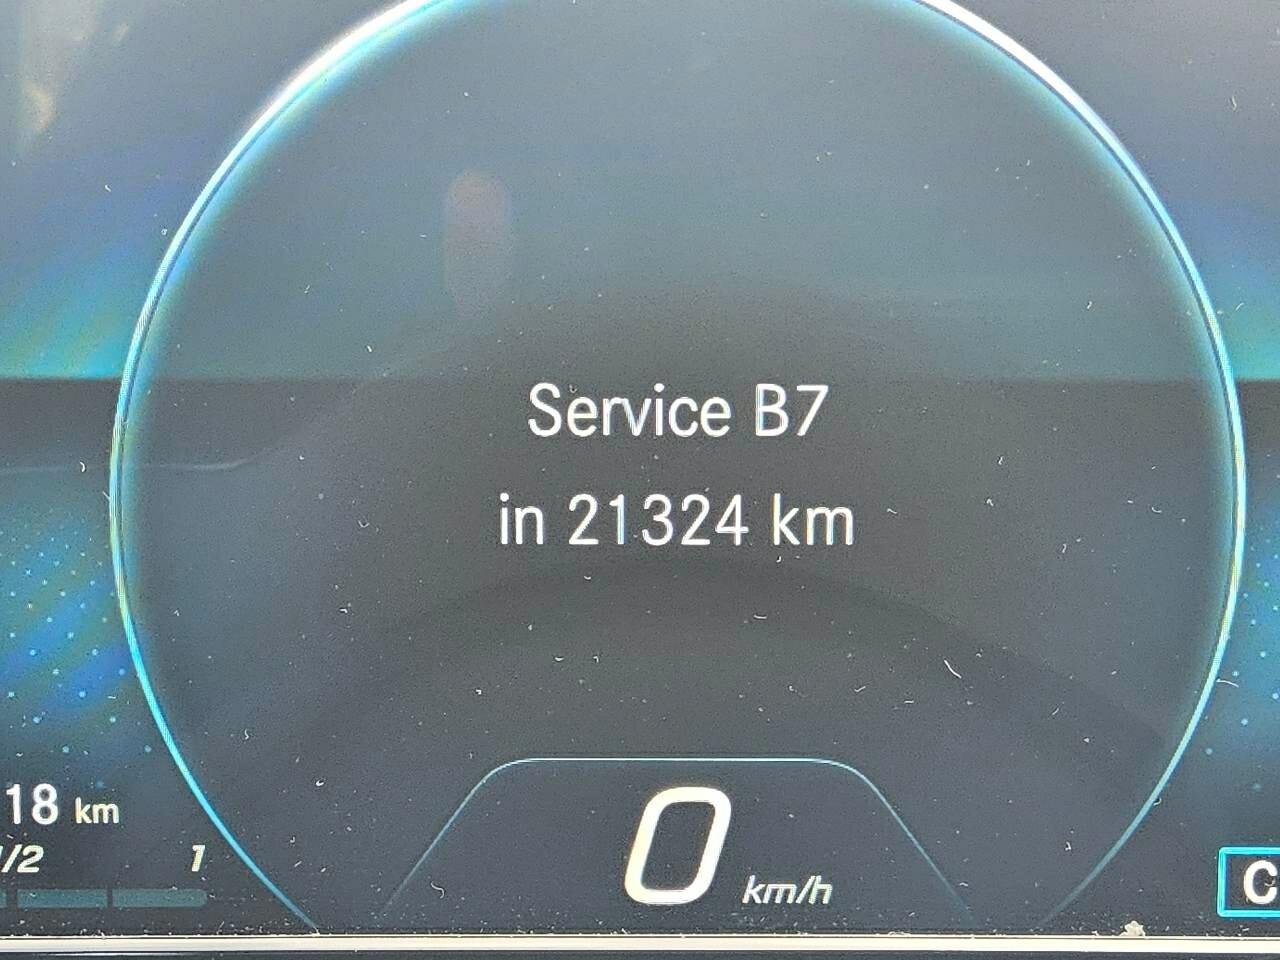 Service B7
in 21324 km
18 km
1/2 1
0 km/h
C